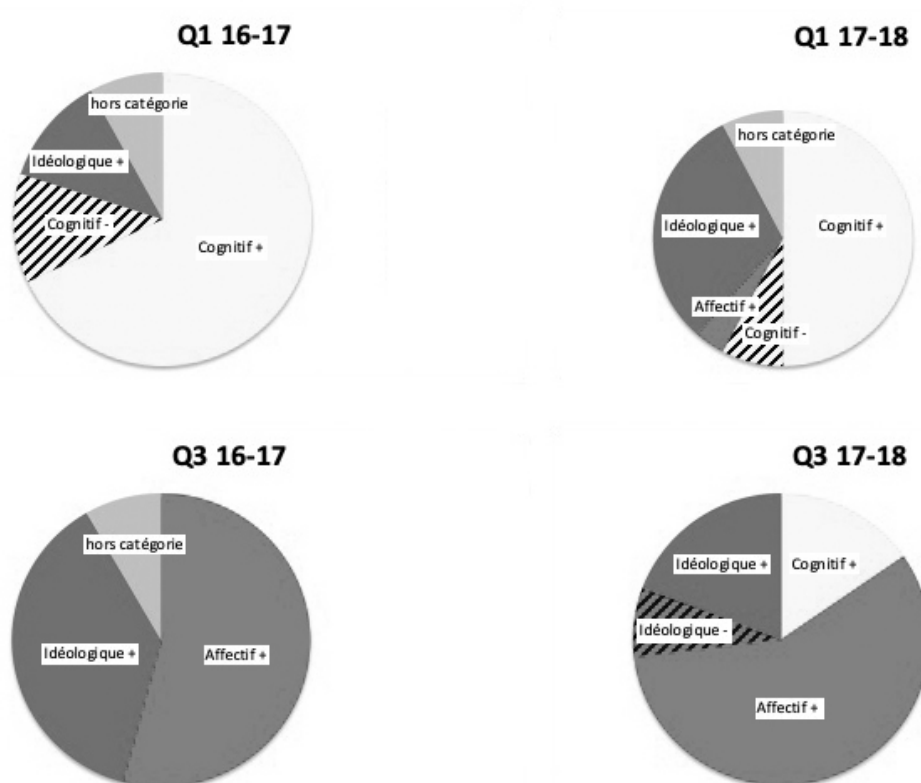 Q1 16-17
hors catégorie
Idéologique +
Cognitif -
Cognitif +
Q1 17-18
hors catégorie
Idéologique +
Cognitif +
Affectif +
Cognitif -
Q3 16-17
hors catégorie
Idéologique +
Affectif +
Q3 17-18
Idéologique +
Cognitif +
Idéologique -
Affectif +